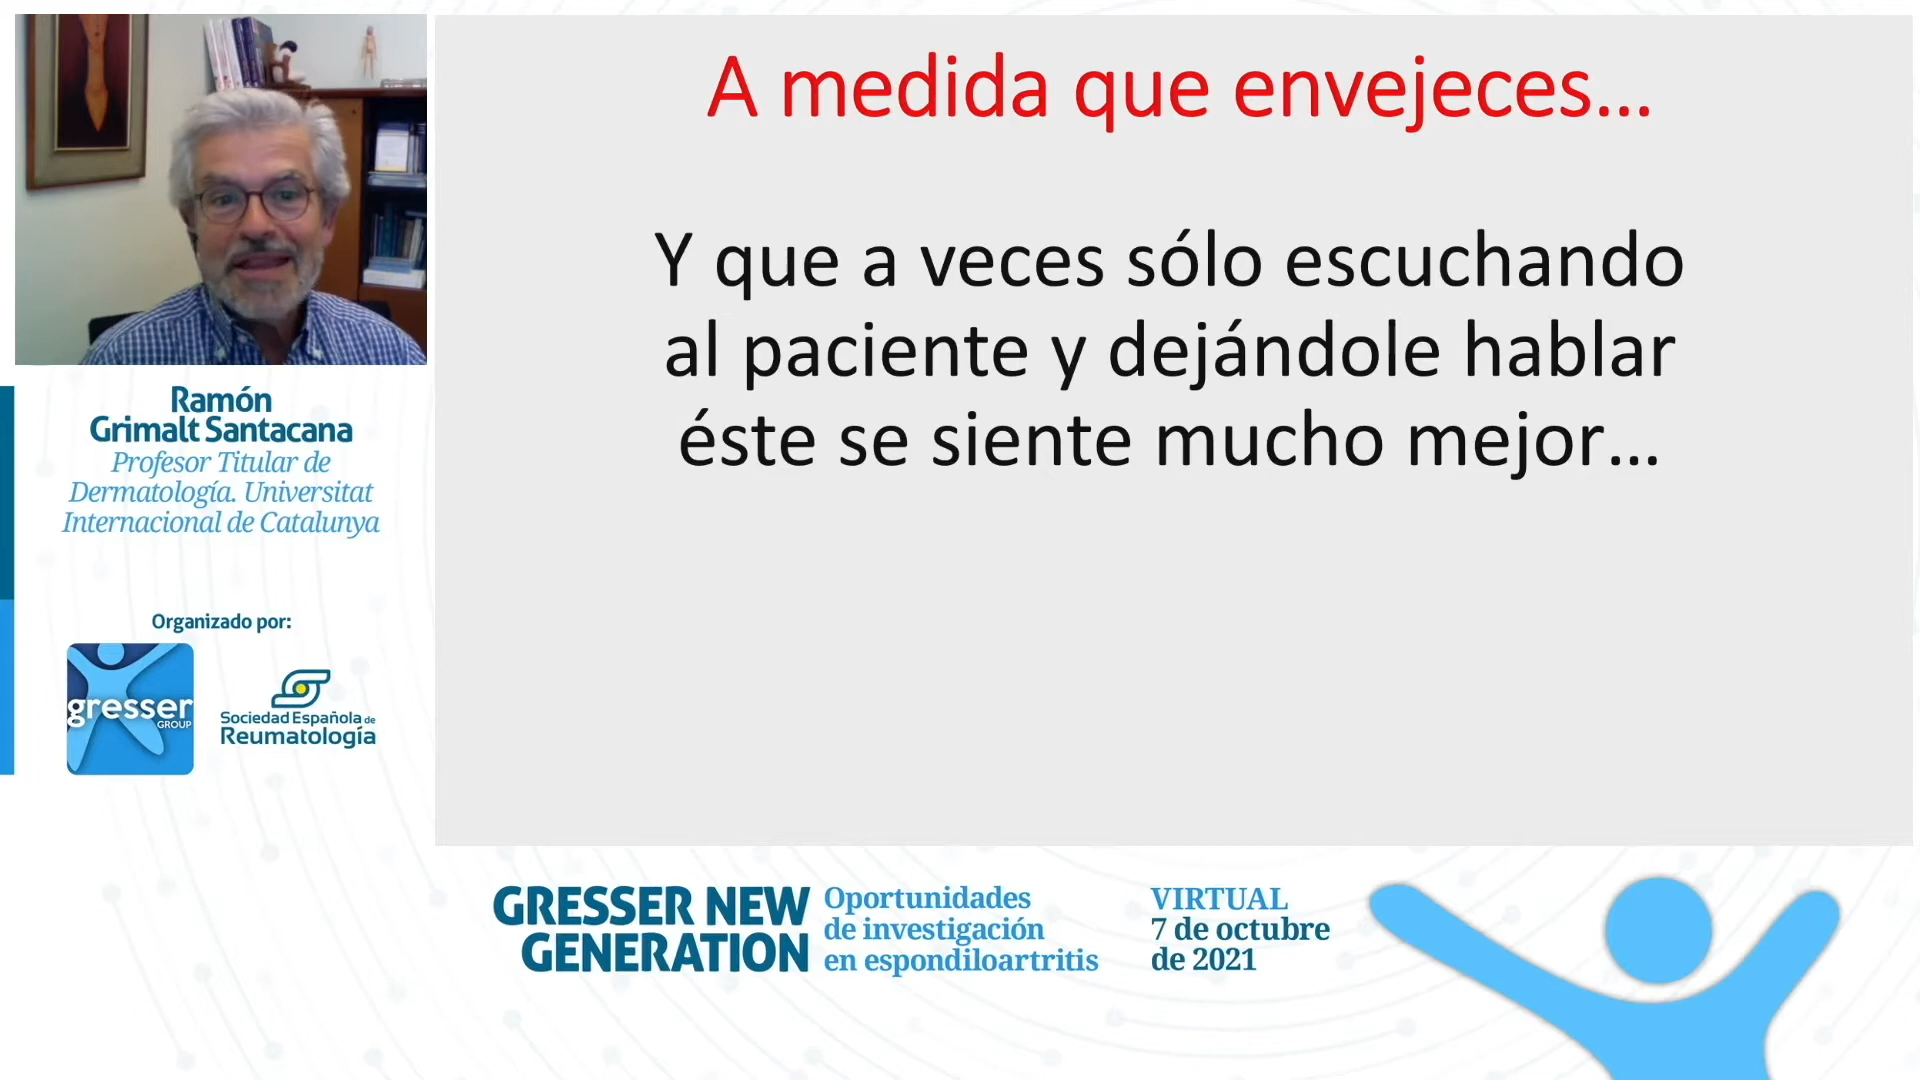 A medida que envejeces...
Y que a veces sólo escuchando
al paciente y dejándole hablar
éste se siente mucho mejor...
Ramón
Grimalt Santacana
Profesor Titular de
Dermatología. Universitat
Internacional de Catalunya
Organizado por:
gresser
GROUP
Sociedad Española de
Reumatología
GRESSER NEW
GENERATION
Oportunidades
de investigación
en espondiloartritis
VIRTUAL
7 de octubre
de 2021